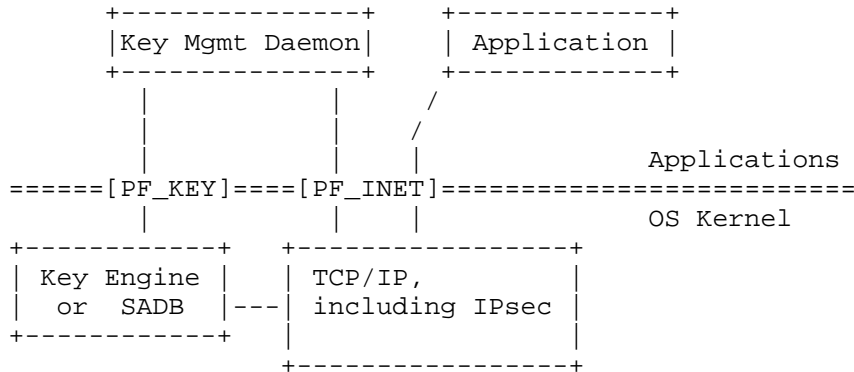 Key Mgmt Daemon Application
Applications
[PF_KEY] [PF_INET]
OS Kernel
Key Engine TCP/IP,
or SADB including IPsec